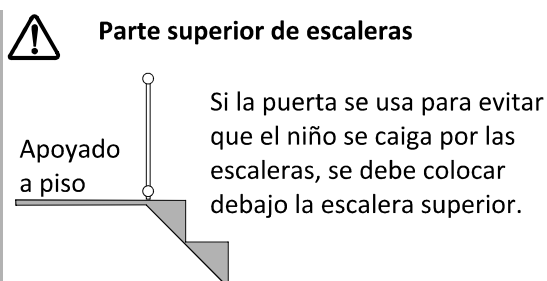 Parte superior de escaleras
Si la puerta se usa para evitar
que el niño se caiga por las
escaleras, se debe colocar
debajo la escalera superior.
Apoyado
a piso